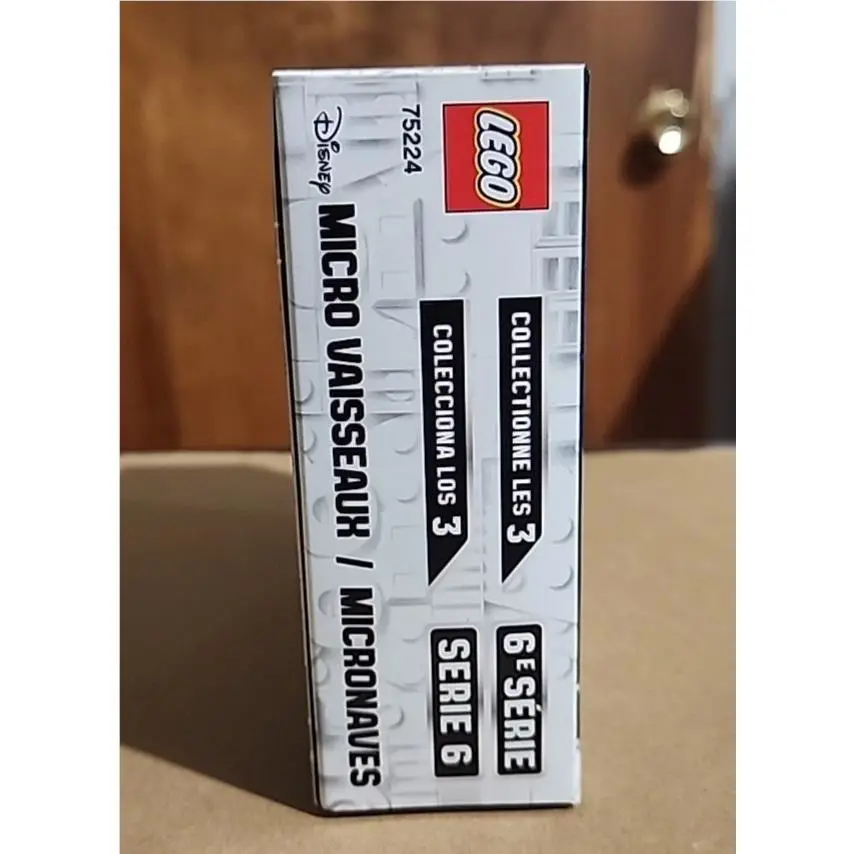 LEGO
COLLECTIONNE LES 3
6E SÉRIE
COLECCIONA LOS 3
SERIE 6
75224
DISNEY
MICRO VAISSEAUX / MICRONAVES